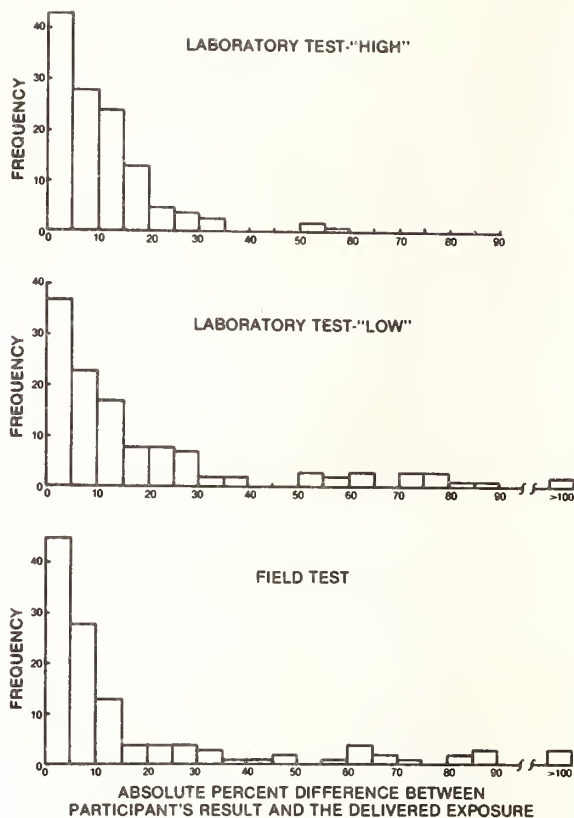 LABORATORY TEST-"HIGH"
FREQUENCY
40
30
20
10
0
0 10 20 30 40 50 60 70 80 90
LABORATORY TEST-"LOW"
FREQUENCY
40
30
20
10
0
0 10 20 30 40 50 60 70 80 90 >100
FIELD TEST
FREQUENCY
40
30
20
10
0
0 10 20 30 40 50 60 70 80 90 >100
ABSOLUTE PERCENT DIFFERENCE BETWEEN
PARTICIPANT'S RESULT AND THE DELIVERED EXPOSURE